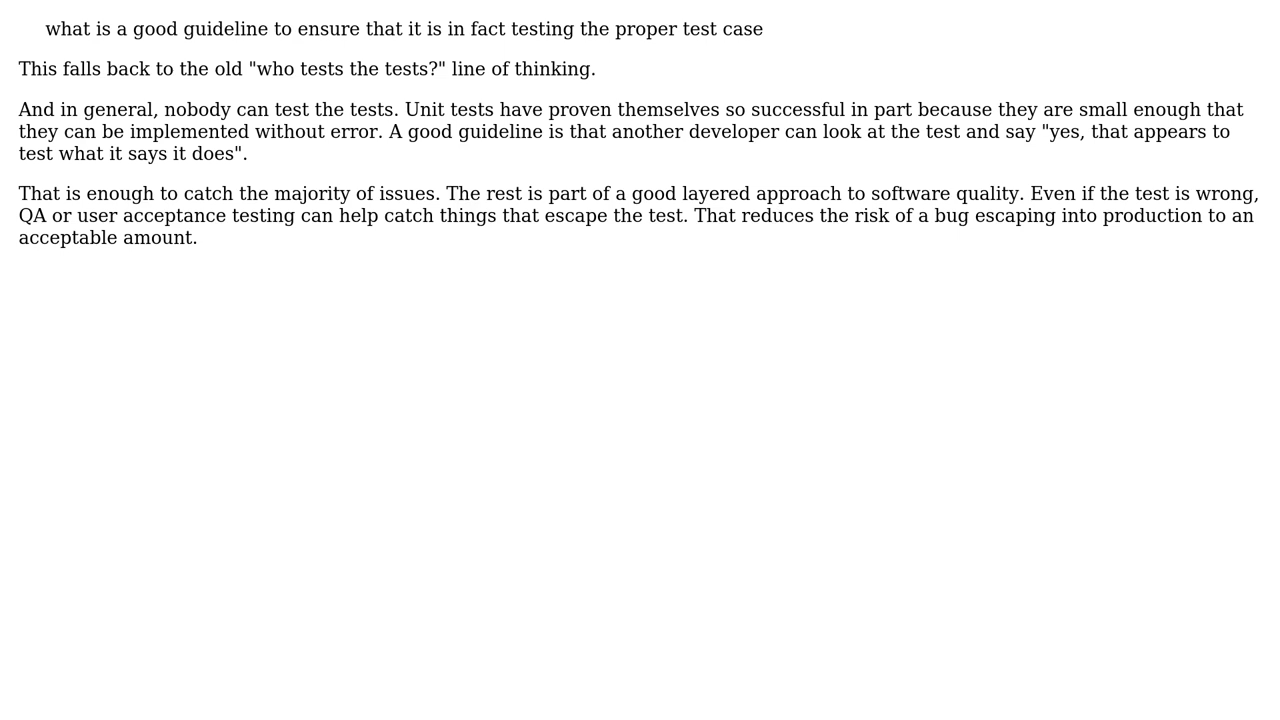 what is a good guideline to ensure that it is in fact testing the proper test case
This falls back to the old "who tests the tests?" line of thinking.
And in general, nobody can test the tests. Unit tests have proven themselves so successful in part because they are small enough that
they can be implemented without error. A good guideline is that another developer can look at the test and say "yes, that appears to
test what it says it does".
That is enough to catch the majority of issues. The rest is part of a good layered approach to software quality. Even if the test is wrong,
QA or user acceptance testing can help catch things that escape the test. That reduces the risk of a bug escaping into production to an
acceptable amount.